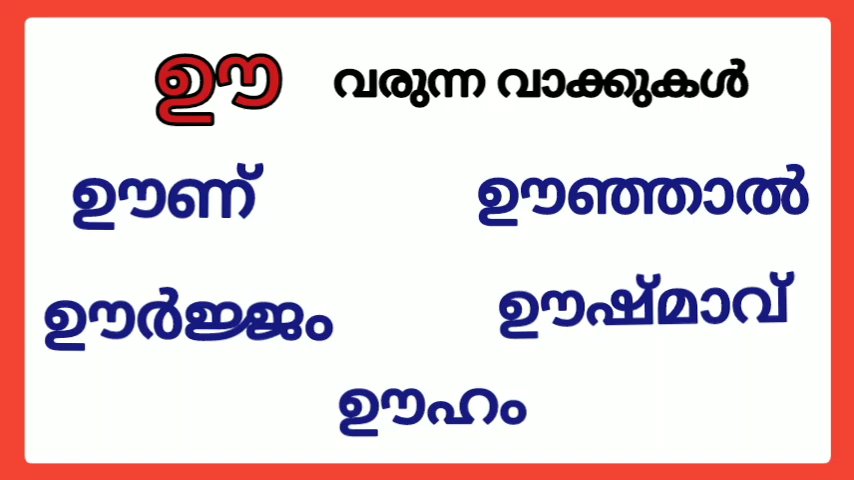 ഊ വരുന്ന വാക്കുകൾ
ഊണ് ഊഞ്ഞാൽ
ഊർജ്ജം ഊഷ്മാവ്
ഊഹം